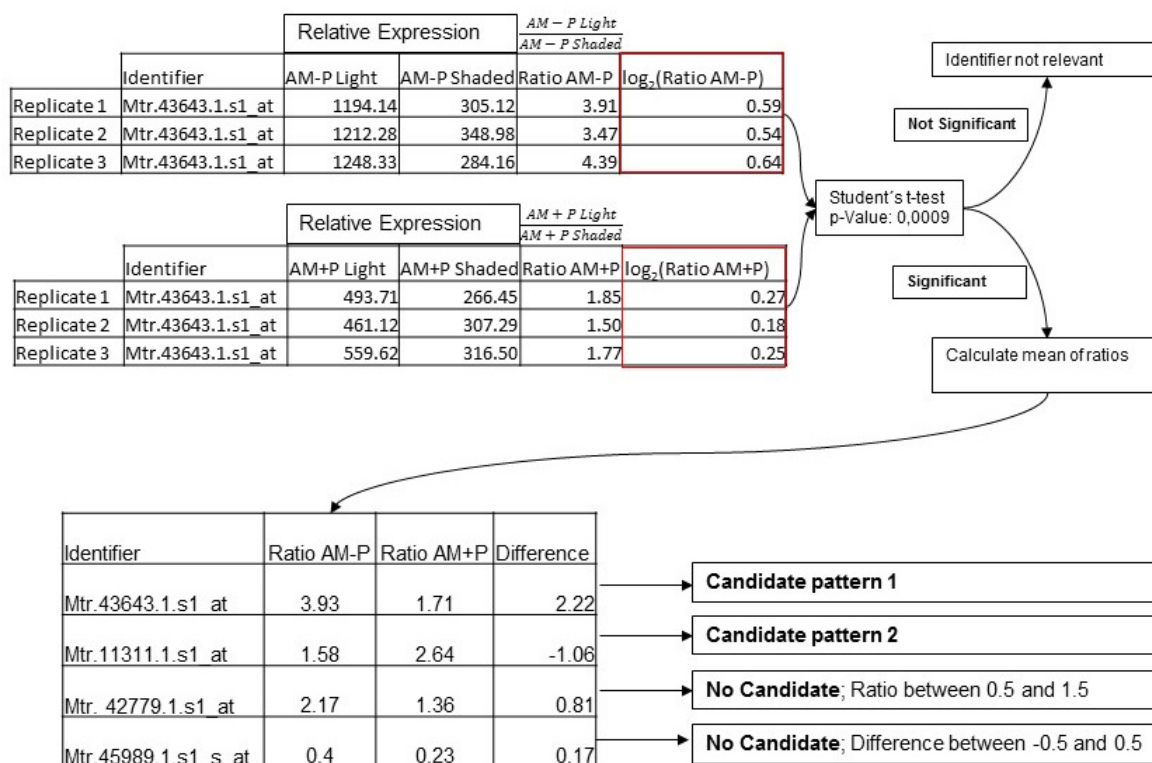 Relative Expression AM − P Light
AM − P Shaded
Identifier AM-P Light AM-P Shaded Ratio AM-P log₂(Ratio AM-P)
Replicate 1 Mtr.43643.1.s1_at 1194.14 305.12 3.91 0.59
Replicate 2 Mtr.43643.1.s1_at 1212.28 348.98 3.47 0.54
Replicate 3 Mtr.43643.1.s1_at 1248.33 284.16 4.39 0.64
Identifier not relevant
Not Significant
Student´s t-test
p-Value: 0,0009
Relative Expression AM + P Light
AM + P Shaded
Identifier AM+P Light AM+P Shaded Ratio AM+P log₂(Ratio AM+P)
Replicate 1 Mtr.43643.1.s1_at 493.71 266.45 1.85 0.27
Replicate 2 Mtr.43643.1.s1_at 461.12 307.29 1.50 0.18
Replicate 3 Mtr.43643.1.s1_at 559.62 316.50 1.77 0.25
Significant
Calculate mean of ratios
Identifier Ratio AM-P Ratio AM+P Difference
Mtr.43643.1.s1_at 3.93 1.71 2.22 Candidate pattern 1
Mtr.11311.1.s1_at 1.58 2.64 -1.06 Candidate pattern 2
Mtr. 42779.1.s1_at 2.17 1.36 0.81 No Candidate; Ratio between 0.5 and 1.5
Mtr.45989.1.s1_s_at 0.4 0.23 0.17 No Candidate; Difference between -0.5 and 0.5